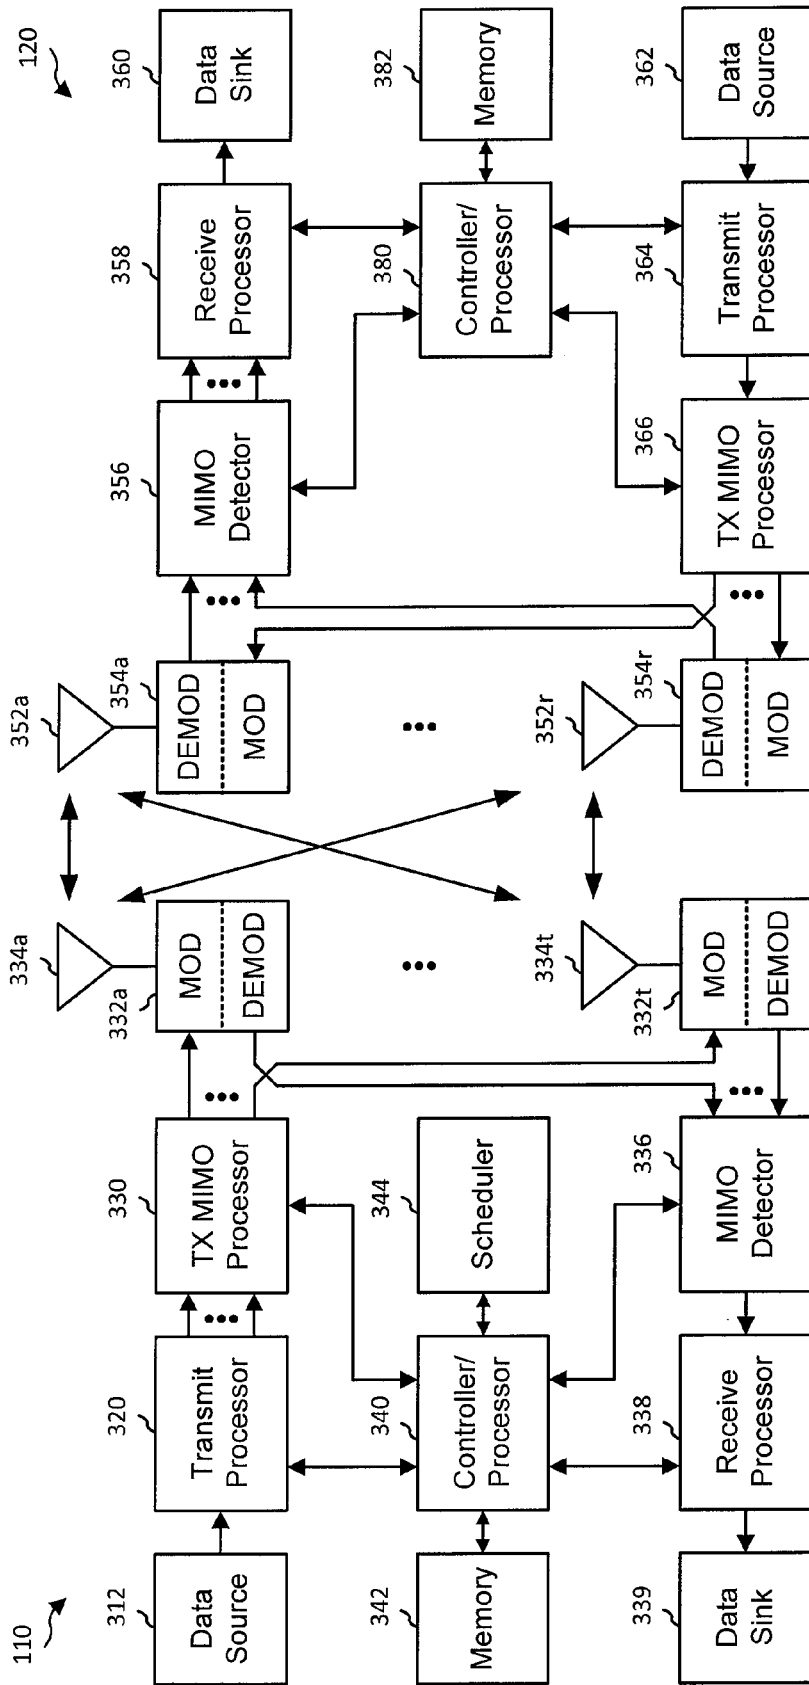 110
312
Data
Source
320
Transmit
Processor
330
TX MIMO
Processor
332a
MOD
DEMOD
334a
352a
354a
DEMOD
MOD
356
MIMO
Detector
358
Receive
Processor
360
Data
Sink
120
342
Memory
340
Controller/
Processor
344
Scheduler
380
Controller/
Processor
382
Memory
339
Data
Sink
338
Receive
Processor
336
MIMO
Detector
332t
MOD
DEMOD
334t
352r
354r
DEMOD
MOD
366
TX MIMO
Processor
364
Transmit
Processor
362
Data
Source